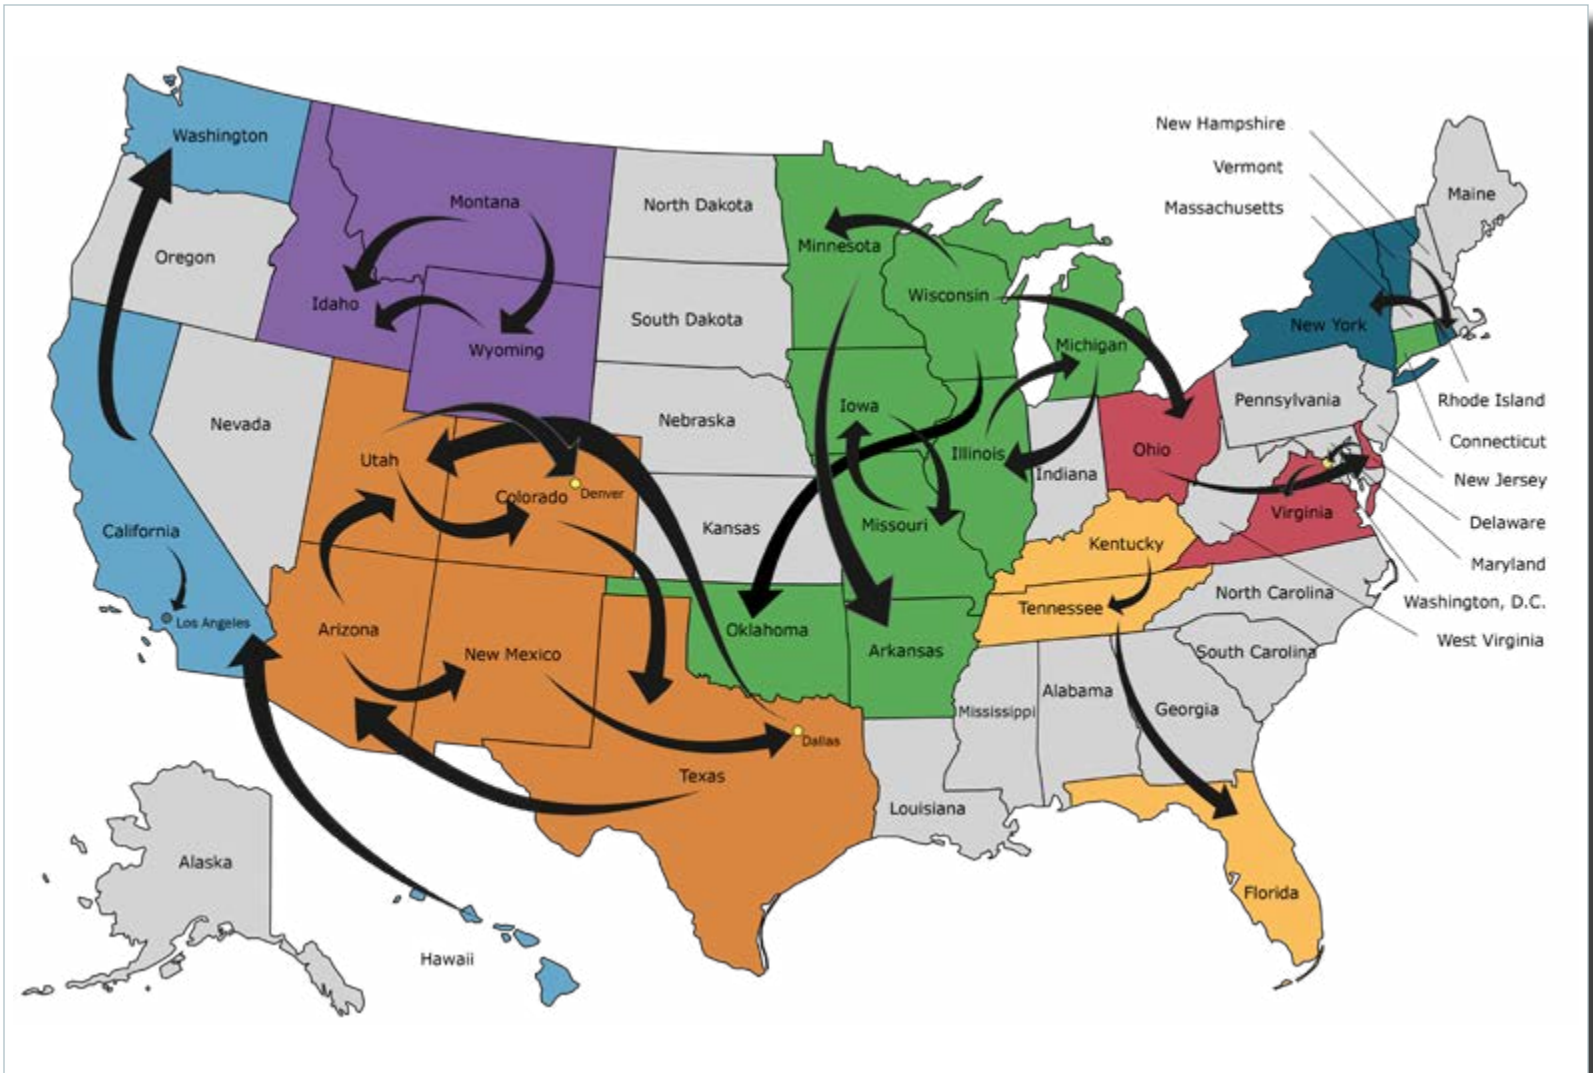 New Hampshire
Washington
Vermont
Maine
Montana
North Dakota
Massachusetts
Minnesota
Oregon
Wisconsin
Idaho
South Dakota
New York
Michigan
Wyoming
Rhode Island
Pennsylvania
Iowa
Nebraska
Nevada
Connecticut
Ohio
Illinois
Utah
Indiana
New Jersey
Colorado
Denver
Virginia
Delaware
Missouri
Kansas
California
Kentucky
Maryland
North Carolina
Washington, D.C.
Tennessee
Los Angeles
Arizona
Oklahoma
West Virginia
Arkansas
South Carolina
New Mexico
Alabama
Mississippi
Georgia
Dallas
Texas
Louisiana
Alaska
Florida
Hawaii